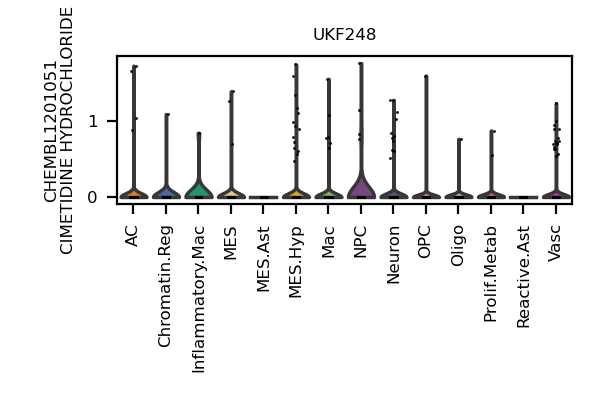 UKF248
CHEMBL1201051
CIMETIDINE HYDROCHLORIDE
1
0
AC
Chromatin.Reg
Inflammatory.Mac
MES
MES.Ast
MES.Hyp
Mac
NPC
Neuron
OPC
Oligo
Prolif.Metab
Reactive.Ast
Vasc